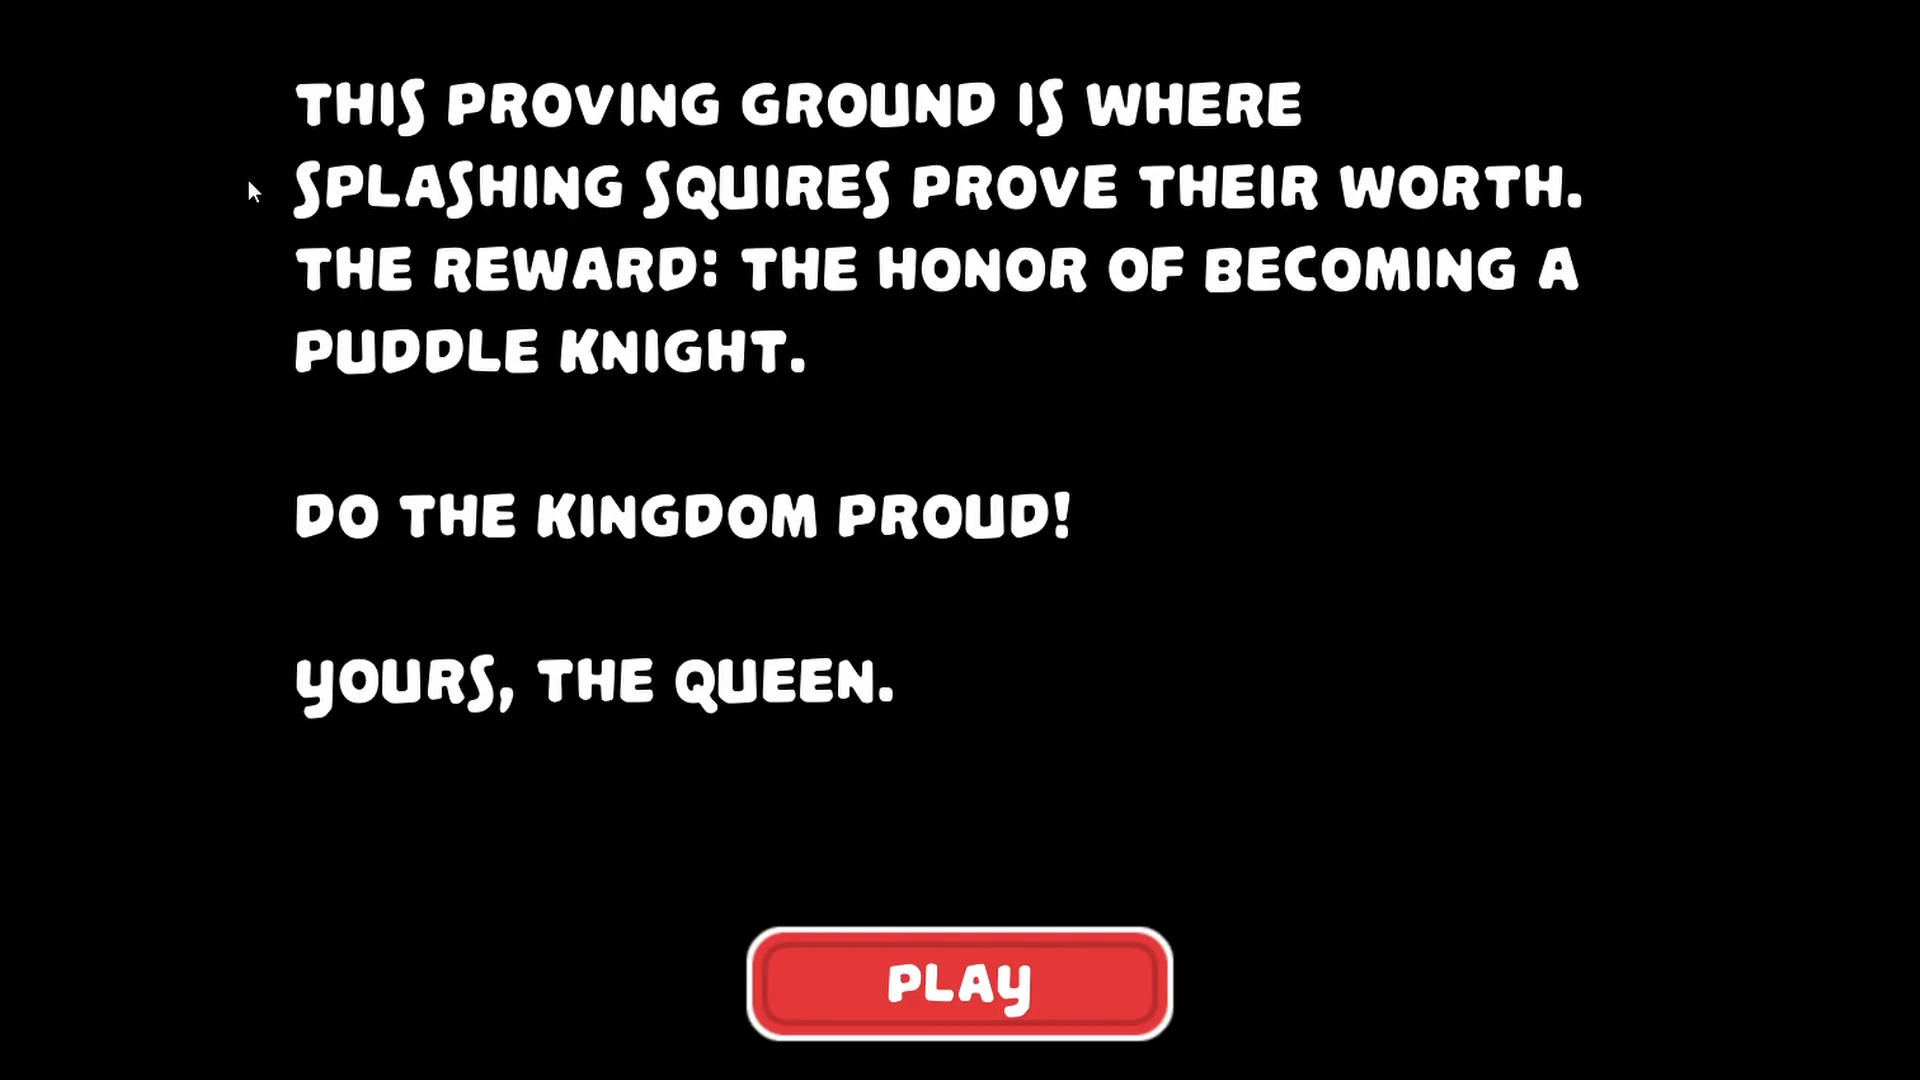 THIS PROVING GROUND IS WHERE
SPLASHING SQUIRES PROVE THEIR WORTH.
THE REWARD: THE HONOR OF BECOMING A
PUDDLE KNIGHT.
DO THE KINGDOM PROUD!
YOURS, THE QUEEN.
PLAY